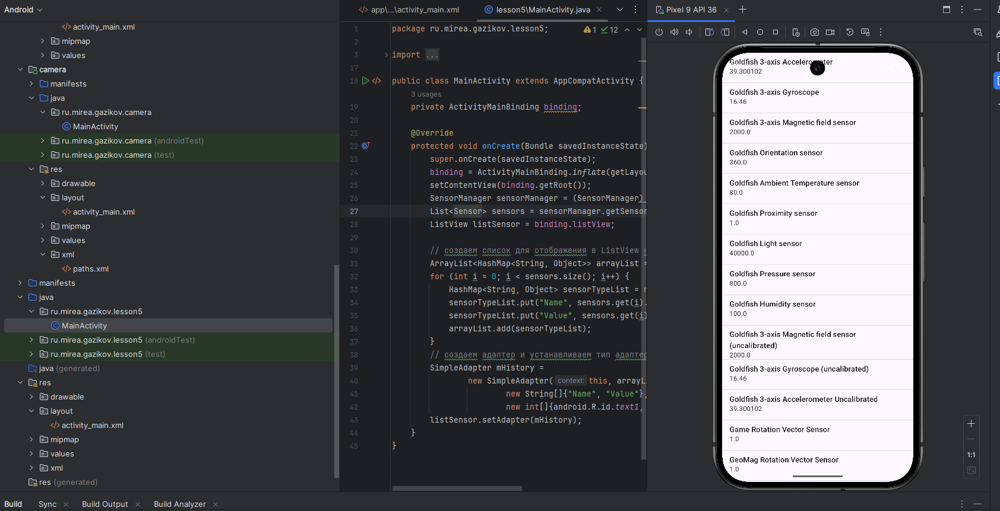 Android
activity_main.xml
mipmap
values
camera
manifests
java
ru.mirea.gazikov.camera
MainActivity
ru.mirea.gazikov.camera (androidTest)
ru.mirea.gazikov.camera (test)
res
drawable
layout
activity_main.xml
mipmap
values
xml
paths.xml
manifests
java
ru.mirea.gazikov.lesson5
MainActivity
ru.mirea.gazikov.lesson5 (androidTest)
ru.mirea.gazikov.lesson5 (test)
java (generated)
res
drawable
layout
activity_main.xml
mipmap
values
xml
res (generated)
app\...\activity_main.xml
lesson5\MainActivity.java
1 12
1 package ru.mirea.gazikov.lesson5;
2
3 import ...
17
18 public class MainActivity extends AppCompatActivity {
3 usages
19 private ActivityMainBinding binding;
20
21 @Override
22 protected void onCreate(Bundle savedInstanceState)
23 super.onCreate(savedInstanceState);
24 binding = ActivityMainBinding.inflate(getLayou
25 setContentView(binding.getRoot());
26 SensorManager sensorManager = (SensorManager)
27 List<Sensor> sensors = sensorManager.getSensor
28 ListView listSensor = binding.listView;
29
30 // создаем список для отображения в ListView н
31 ArrayList<HashMap<String, Object>> arrayList =
32 for (int i = 0; i < sensors.size(); i++) {
33 HashMap<String, Object> sensorTypeList = n
34 sensorTypeList.put("Name", sensors.get(i).
35 sensorTypeList.put("Value", sensors.get(i)
36 arrayList.add(sensorTypeList);
37 }
38 // создаем адаптер и устанавливаем тип адаптер
39 SimpleAdapter mHistory =
40 new SimpleAdapter( context: this, arrayLi
41 new String[]{"Name", "Value"},
42 new int[]{android.R.id.text1,
43 listSensor.setAdapter(mHistory);
44 }
45 }
Pixel 9 API 36
Goldfish 3-axis Accelerometer
39.300102
Goldfish 3-axis Gyroscope
16.46
Goldfish 3-axis Magnetic field sensor
2000.0
Goldfish Orientation sensor
360.0
Goldfish Ambient Temperature sensor
80.0
Goldfish Proximity sensor
1.0
Goldfish Light sensor
40000.0
Goldfish Pressure sensor
800.0
Goldfish Humidity sensor
100.0
Goldfish 3-axis Magnetic field sensor
(uncalibrated)
2000.0
Goldfish 3-axis Gyroscope (uncalibrated)
16.46
Goldfish 3-axis Accelerometer Uncalibrated
39.300102
Game Rotation Vector Sensor
1.0
GeoMag Rotation Vector Sensor
1.0
1:1
Build Sync Build Output Build Analyzer